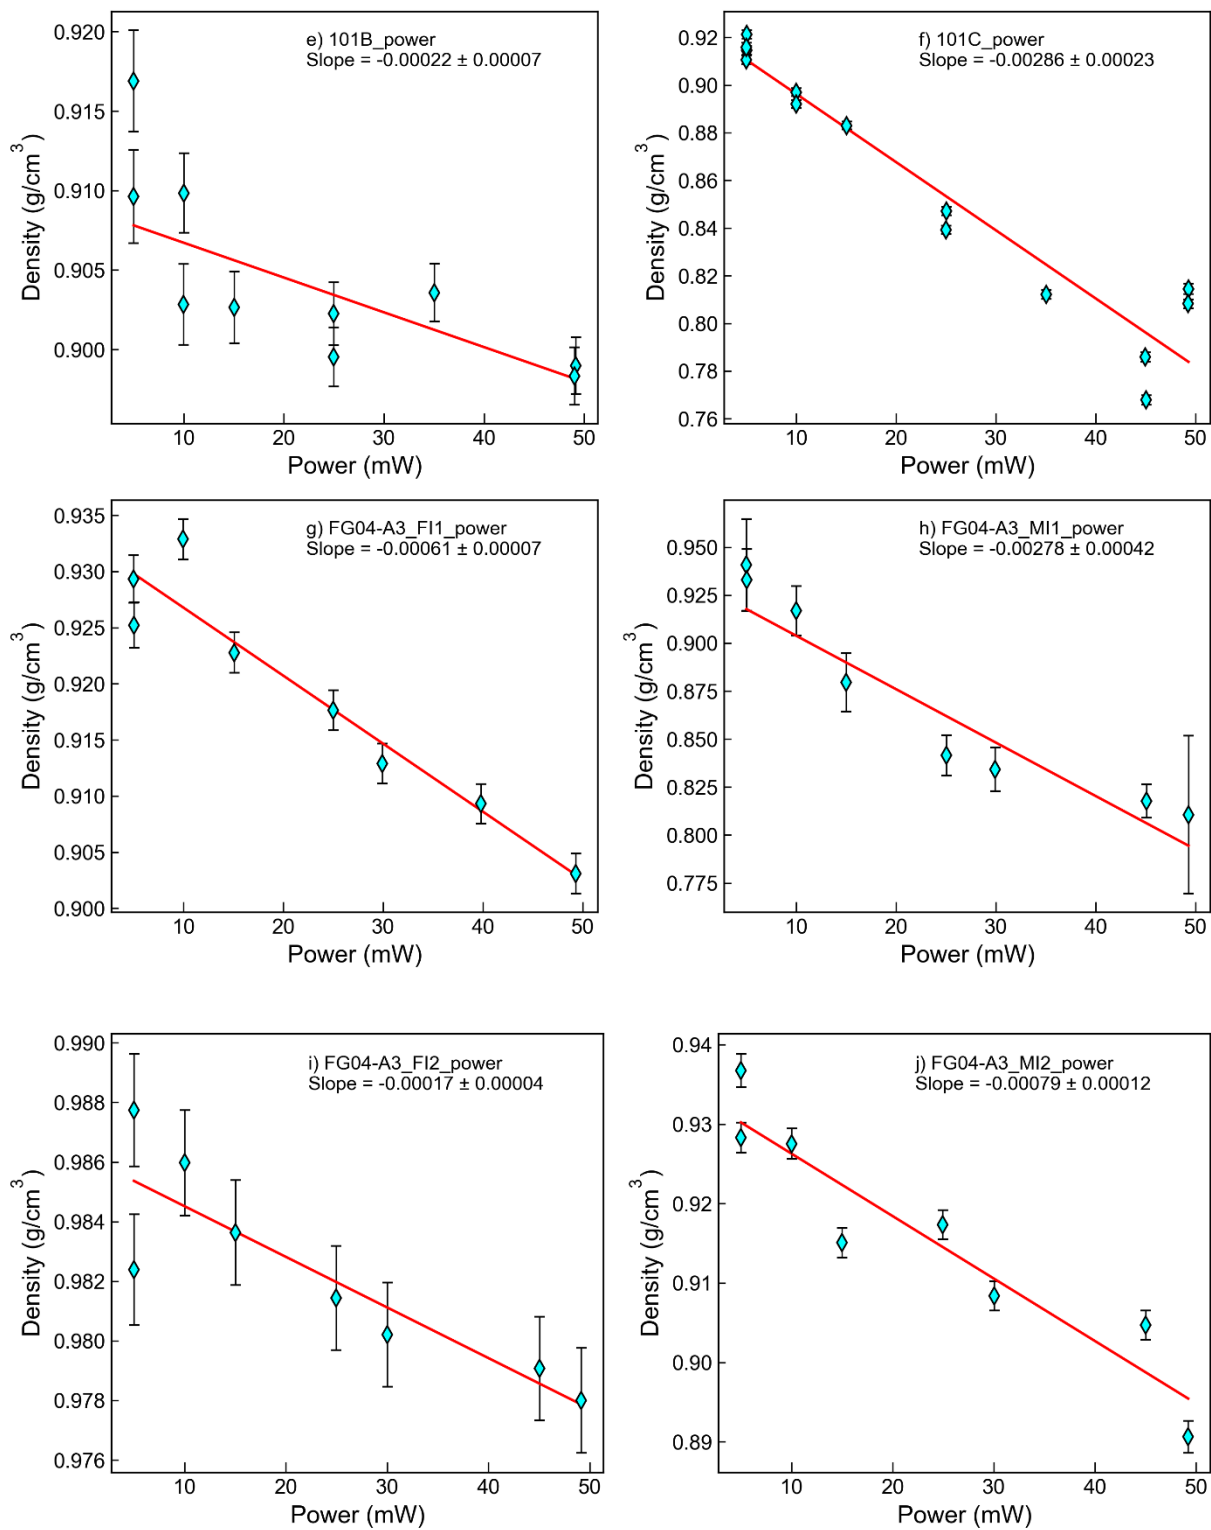 e) 101B_power
Slope = -0.00022 ± 0.00007
0.920
0.915
0.910
0.905
0.900
Density (g/cm³)
10 20 30 40 50
Power (mW)
f) 101C_power
Slope = -0.00286 ± 0.00023
0.92
0.90
0.88
0.86
0.84
0.82
0.80
0.78
0.76
Density (g/cm³)
10 20 30 40 50
Power (mW)
g) FG04-A3_FI1_power
Slope = -0.00061 ± 0.00007
0.935
0.930
0.925
0.920
0.915
0.910
0.905
0.900
Density (g/cm³)
10 20 30 40 50
Power (mW)
h) FG04-A3_MI1_power
Slope = -0.00278 ± 0.00042
0.950
0.925
0.900
0.875
0.850
0.825
0.800
0.775
Density (g/cm³)
10 20 30 40 50
Power (mW)
i) FG04-A3_FI2_power
Slope = -0.00017 ± 0.00004
0.990
0.988
0.986
0.984
0.982
0.980
0.978
0.976
Density (g/cm³)
10 20 30 40 50
Power (mW)
j) FG04-A3_MI2_power
Slope = -0.00079 ± 0.00012
0.94
0.93
0.92
0.91
0.90
0.89
Density (g/cm³)
10 20 30 40 50
Power (mW)